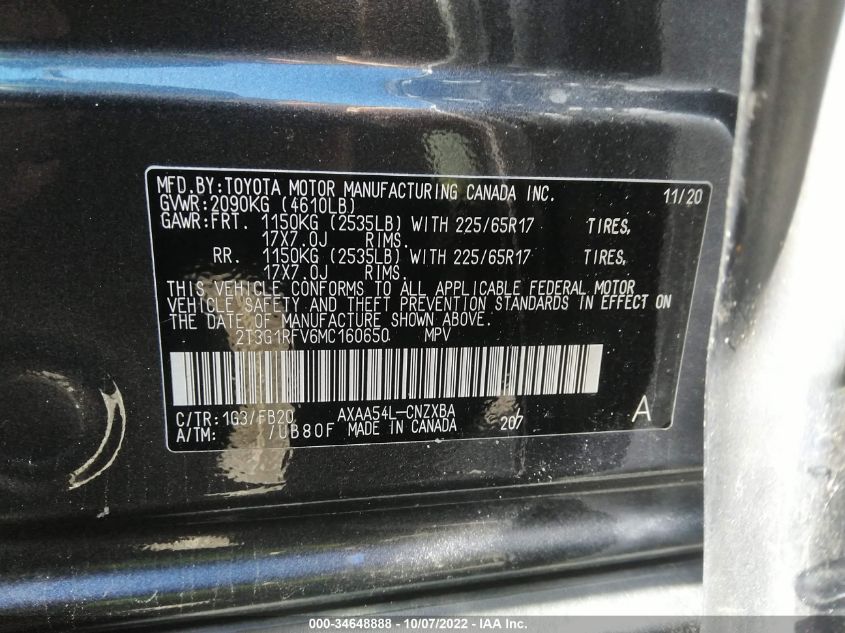 MFD.BY:TOYOTA MOTOR MANUFACTURING CANADA INC. 11/20
GVWR:2090KG (4610LB)
GAWR:FRT. 1150KG (2535LB) WITH 225/65R17 TIRES,
17X7.0J RIMS.
RR. 1150KG (2535LB) WITH 225/65R17 TIRES,
17X7.0J RIMS.
THIS VEHICLE CONFORMS TO ALL APPLICABLE FEDERAL MOTOR
VEHICLE SAFETY AND THEFT PREVENTION STANDARDS IN EFFECT ON
THE DATE OF MANUFACTURE SHOWN ABOVE.
2T3G1RFV6MC160650 MPV
C/TR:1G3/FB20 AXAA54L-CNZXBA A
A/TM: /UB80F MADE IN CANADA 207
000-34648888 - 10/07/2022 - IAA Inc.